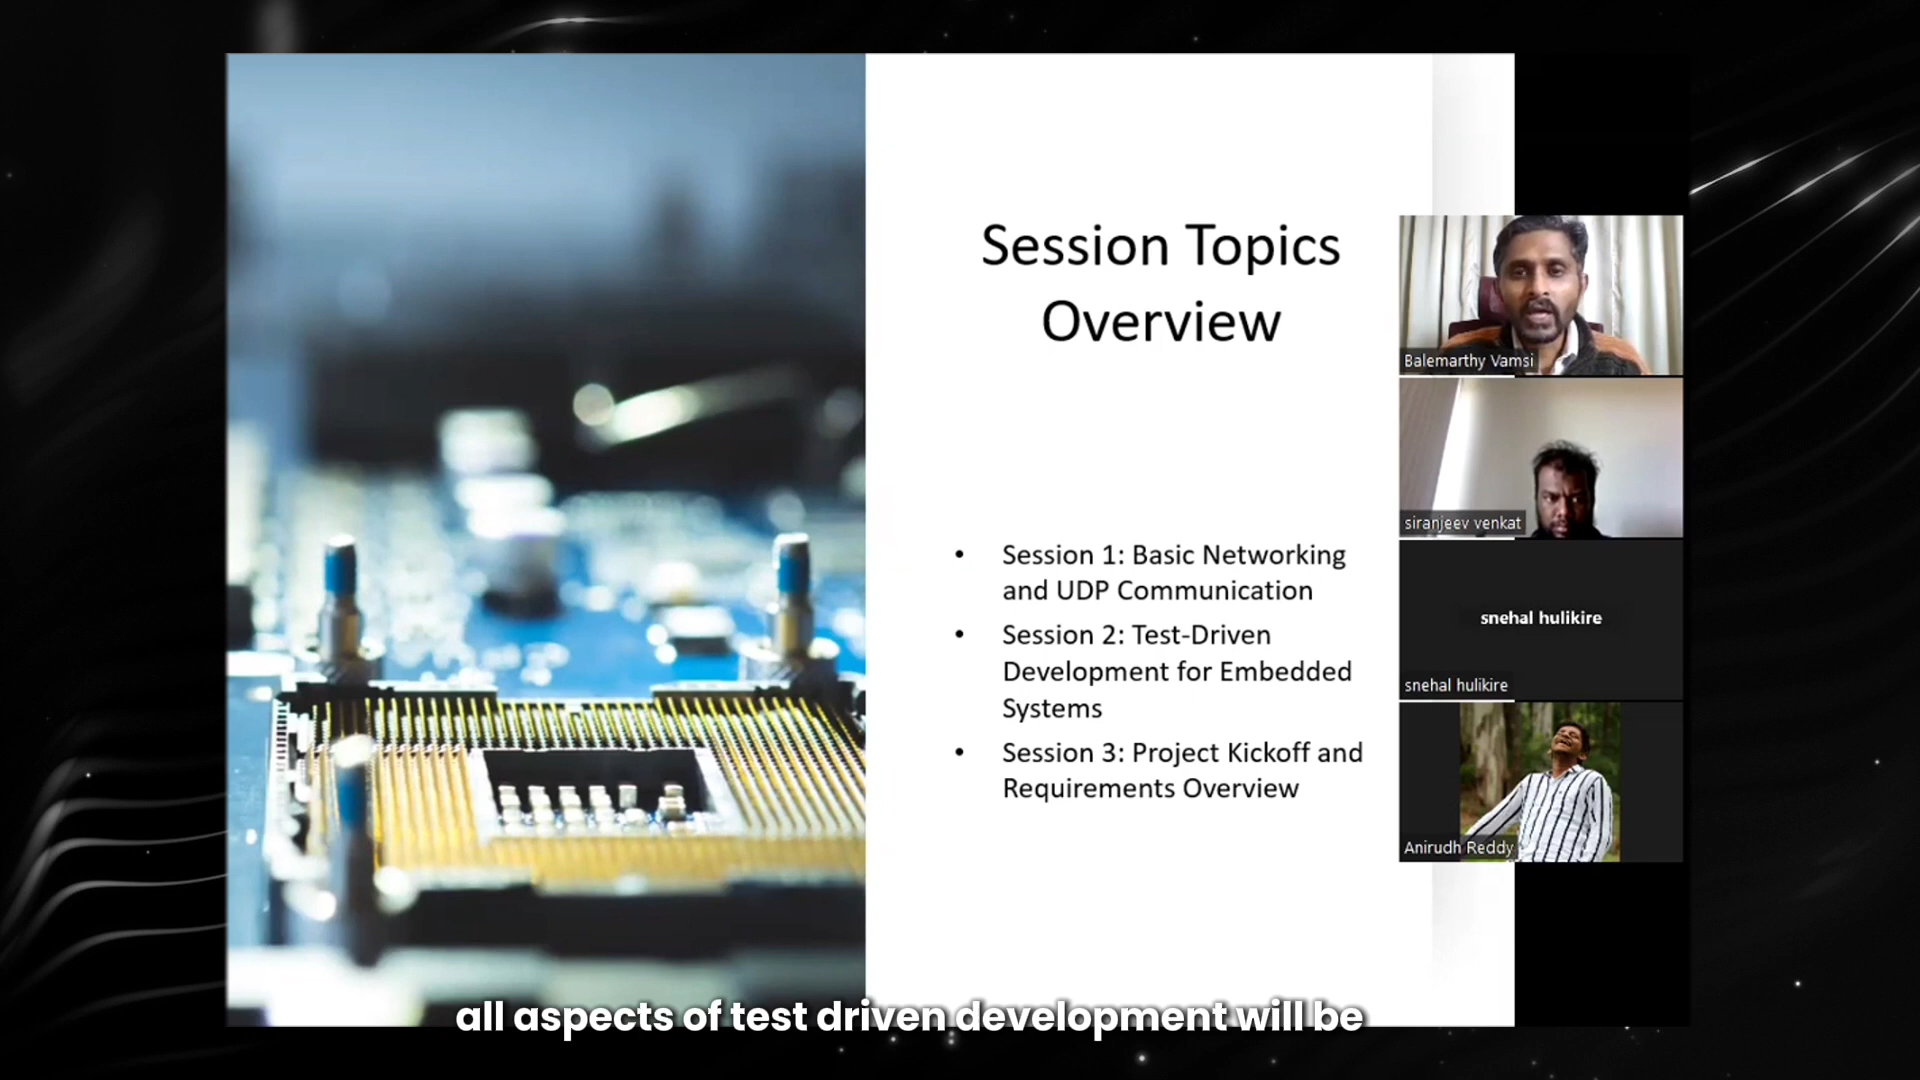 Session Topics
Overview
• Session 1: Basic Networking
and UDP Communication
• Session 2: Test-Driven
Development for Embedded
Systems
• Session 3: Project Kickoff and
Requirements Overview
Balemarthy Vamsi
siranjeev venkat
snehal hulikire
snehal hulikire
Anirudh Reddy
all aspects of test driven development will be